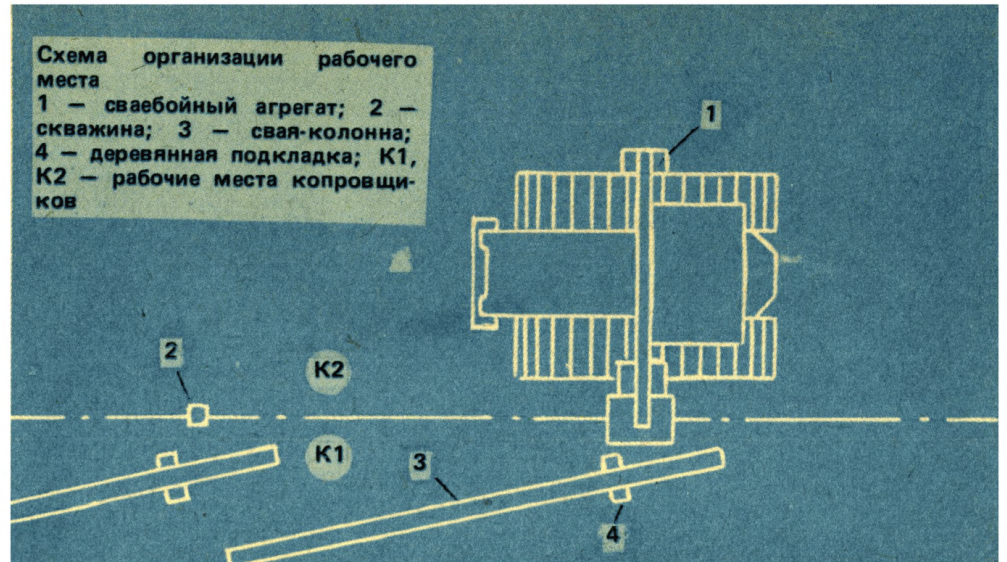 Схема организации рабочего
места
1 — сваебойный агрегат; 2 —
скважина; 3 — свая-колонна;
4 — деревянная подкладка; К1,
К2 — рабочие места копровщи-
ков
1
2
К2
К1
3
4